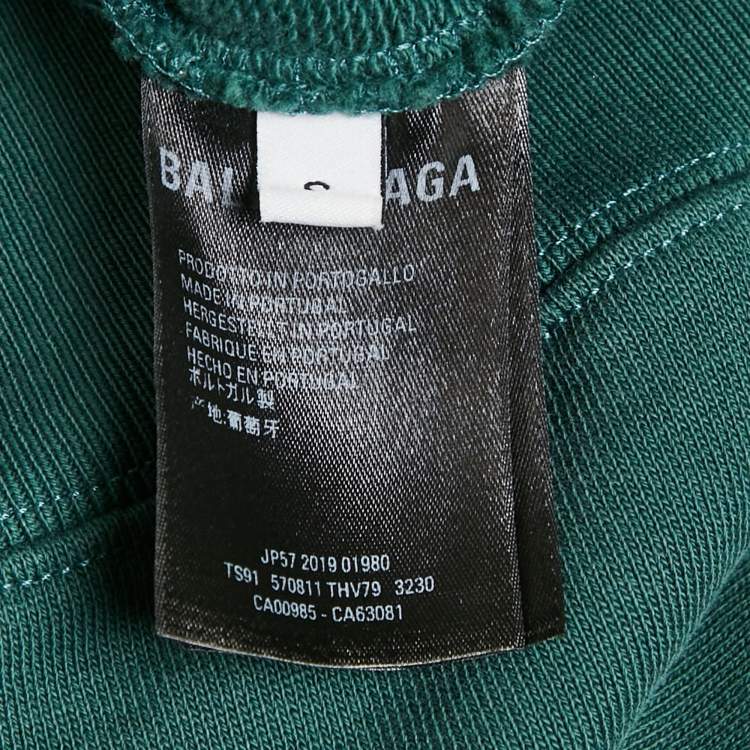 BAL AGA
S
PRODOTTO IN PORTOGALLO
MADE IN PORTUGAL
HERGESTELLT IN PORTUGAL
FABRIQUE EN PORTUGAL
HECHO EN PORTUGAL
ポルトガル製
产地:葡萄牙
JP57 2019 01980
TS91 570811 THV79 3230
CA00985 - CA63081